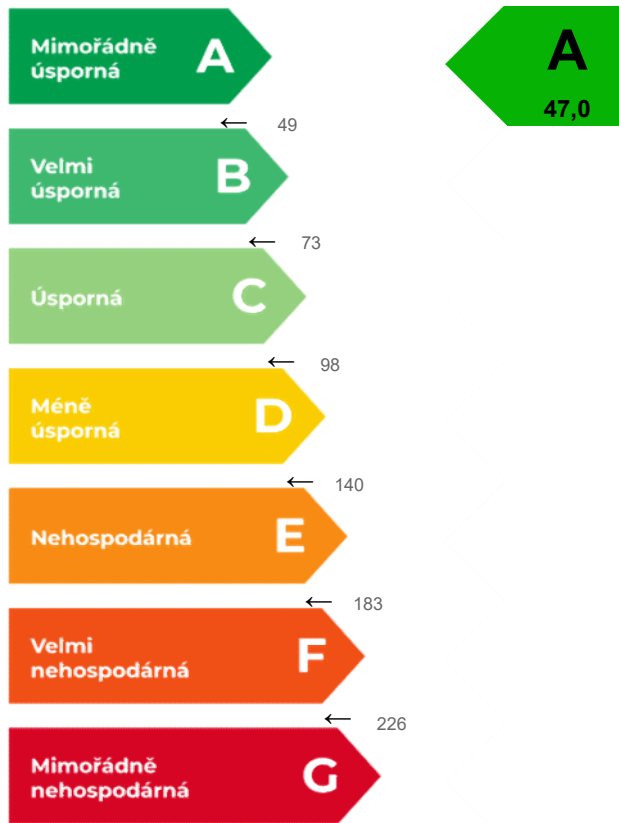 Mimořádně
úsporná
A
A
47,0
← 49
Velmi
úsporná
B
← 73
Úsporná
C
← 98
Méně
úsporná
D
← 140
Nehospodárná
E
← 183
Velmi
nehospodárná
F
← 226
Mimořádně
nehospodárná
G